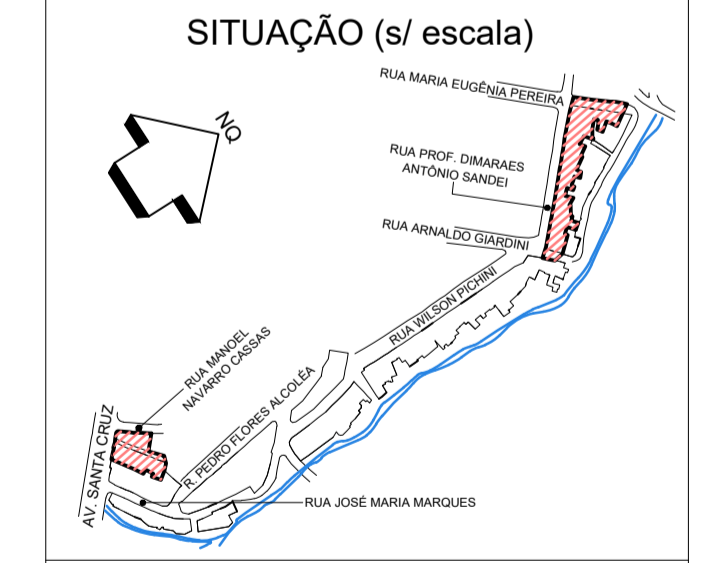 SITUAÇÃO (s/ escala)
RUA MARIA EUGÊNIA PEREIRA
NQ
RUA PROF. DIMARAES
ANTÔNIO SANDEI
RUA ARNALDO GIARDINI
RUA WILSON PICHINI
RUA MANOEL
NAVARRO CASSAS
R. PEDRO FLORES ALCOLÉA
AV. SANTA CRUZ
RUA JOSÉ MARIA MARQUES